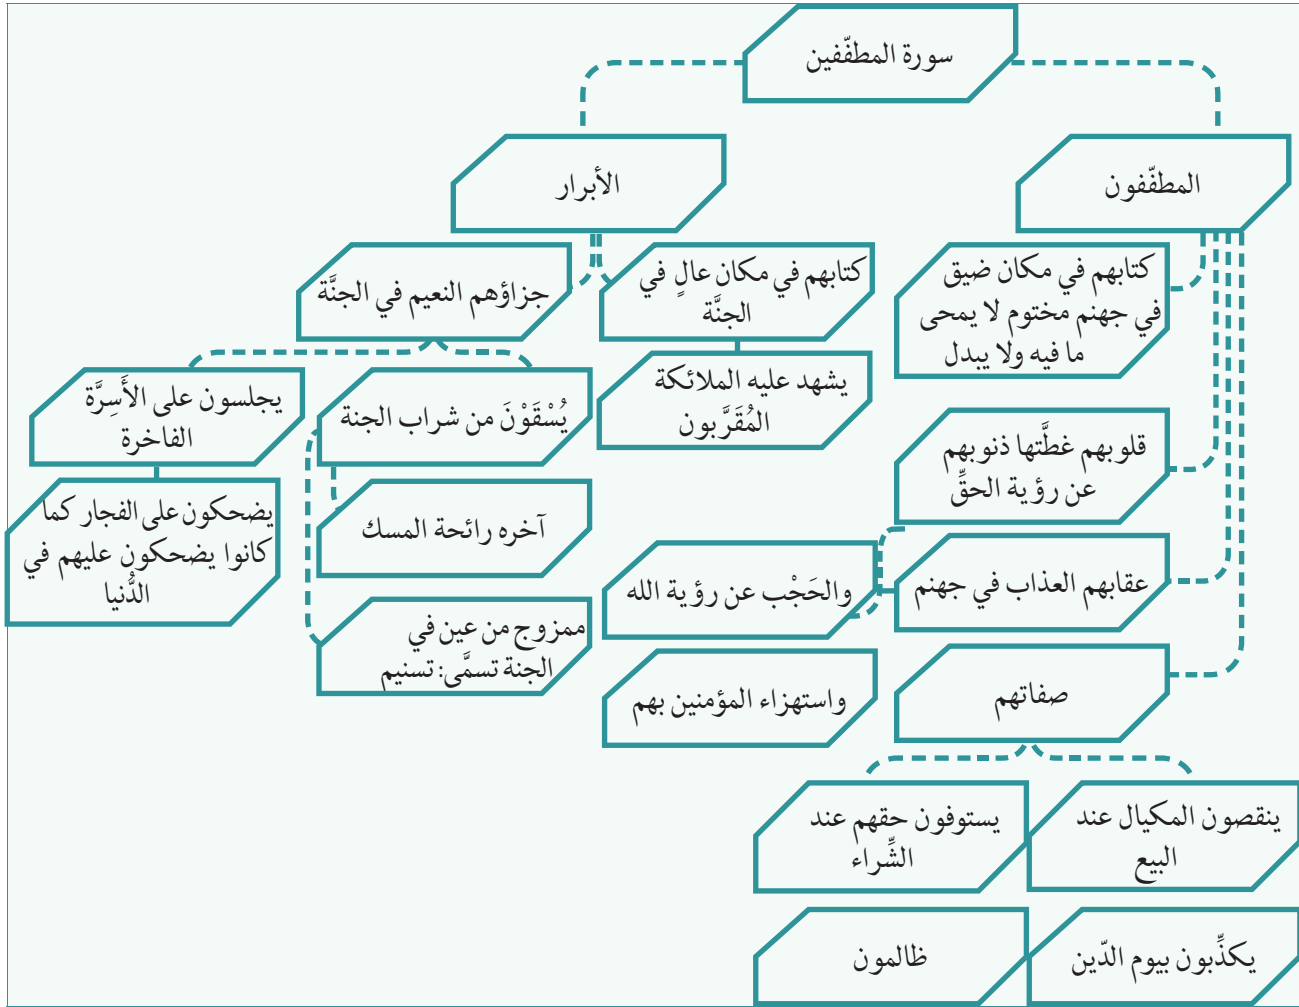 سورة المطفّفين
المطفّفون
كتابهم في مكان ضيق
في جهنم مختوم لا يمحى
ما فيه ولا يبدل
قلوبهم غطَّتها ذنوبهم
عن رؤية الحقِّ
عقابهم العذاب في جهنم
والحَجْب عن رؤية الله
واستهزاء المؤمنين بهم
صفاتهم
ينقصون المكيال عند
البيع
يستوفون حقهم عند
الشِّراء
يكذِّبون بيوم الدّين
ظالمون
الأبرار
كتابهم في مكان عالٍ في
الجنَّة
يشهد عليه الملائكة
المُقَرَّبون
جزاؤهم النعيم في الجنَّة
يُسْقَوْنَ من شراب الجنة
آخره رائحة المسك
ممزوج من عين في
الجنة تسمَّى: تسنيم
يجلسون على الأَسِرَّة
الفاخرة
يضحكون على الفجار كما
كانوا يضحكون عليهم في
الدُّنيا